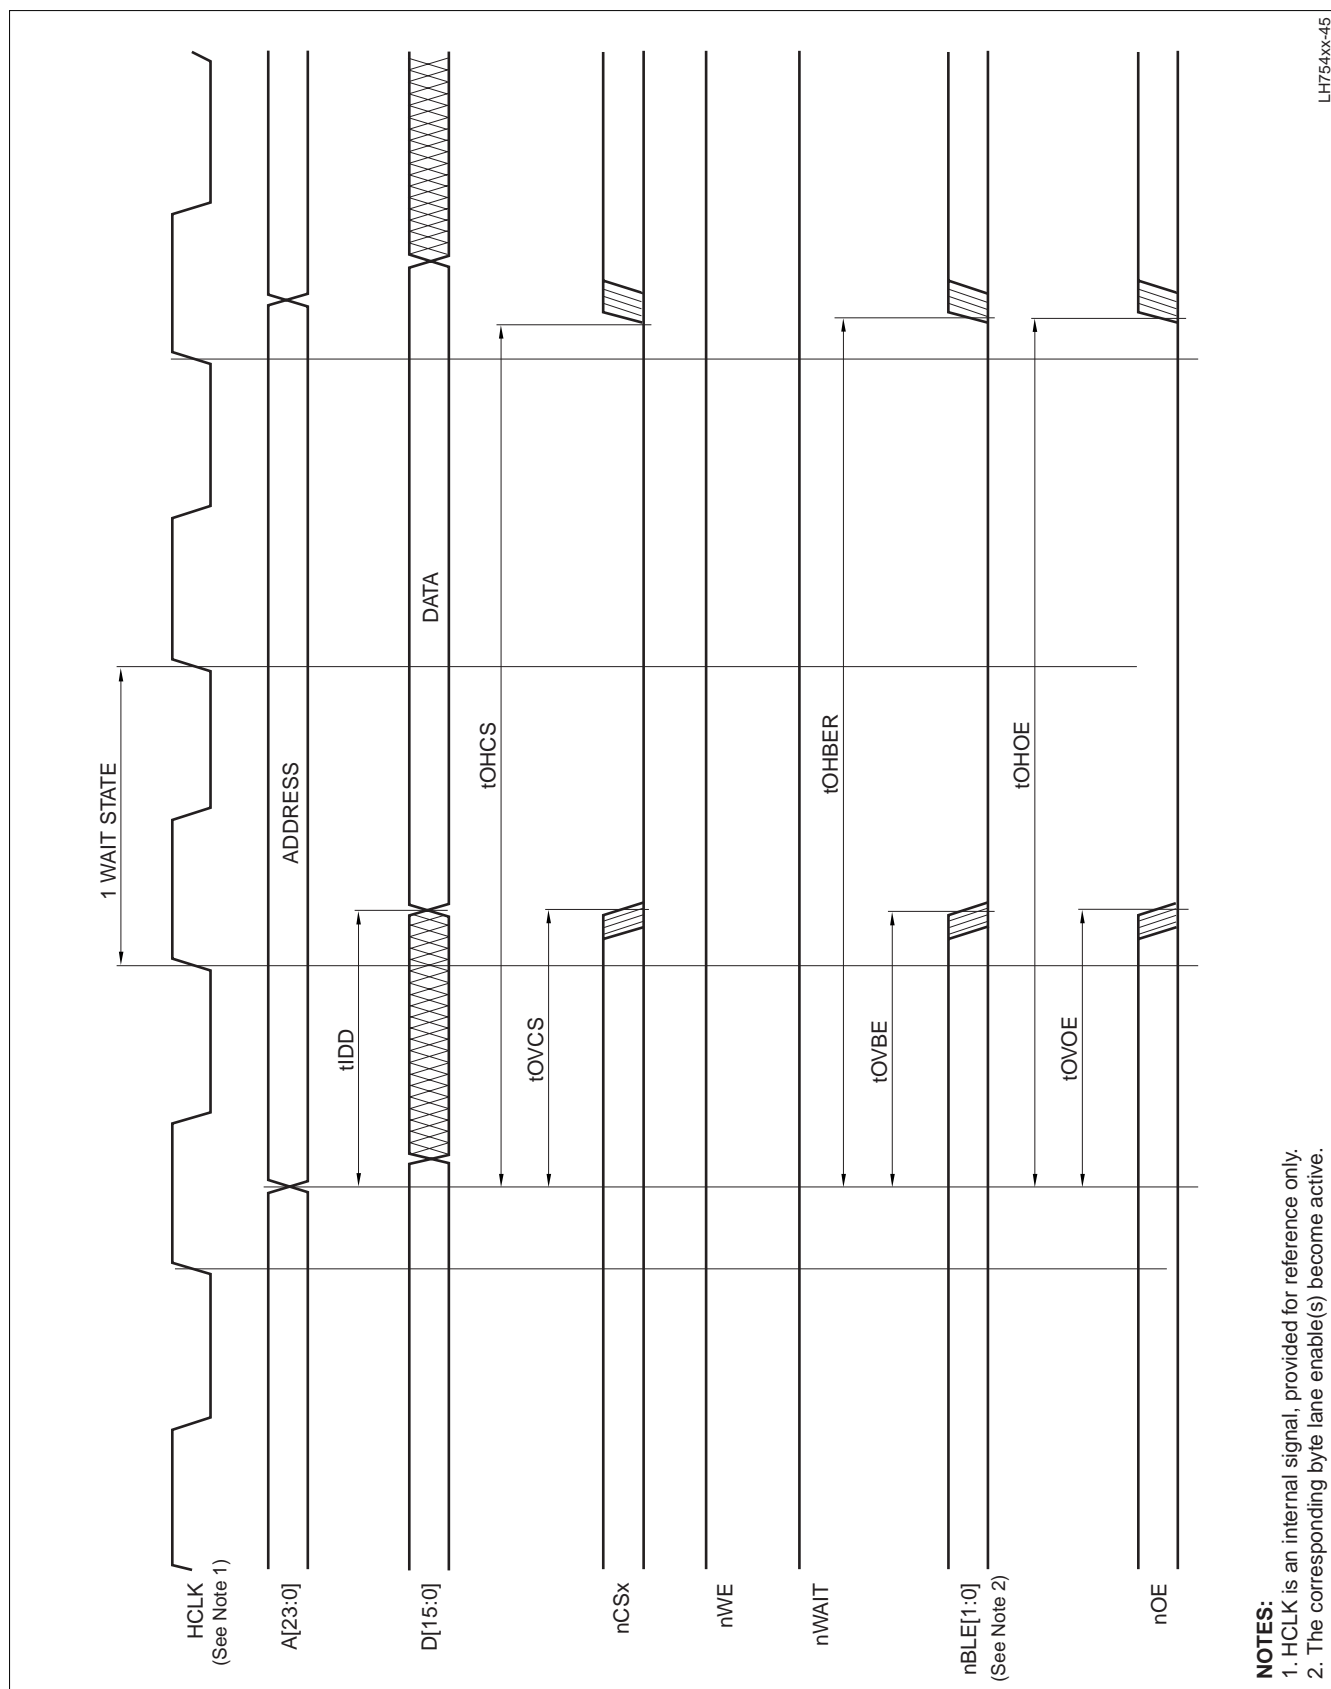 1 WAIT STATE
HCLK
(See Note 1)
A[23:0]
ADDRESS
tIDD
D[15:0]
DATA
tOHCS
tOVCS
nCSx
nWE
nWAIT
tOHBER
tOVBE
nBLE[1:0]
(See Note 2)
tOHOE
tOVOE
nOE
NOTES:
1. HCLK is an internal signal, provided for reference only.
2. The corresponding byte lane enable(s) become active.
LH754xx-45